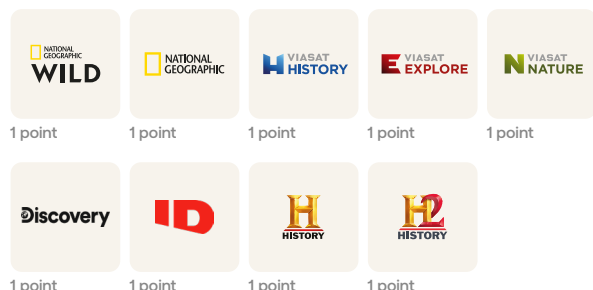 NATIONAL
GEOGRAPHIC
WILD
NATIONAL
GEOGRAPHIC
H VIASAT
HISTORY
E VIASAT
EXPLORE
N VIASAT
NATURE
1 point
1 point
1 point
1 point
1 point
Discovery
ID
H
HISTORY
H2
HISTORY
1 point
1 point
1 point
1 point